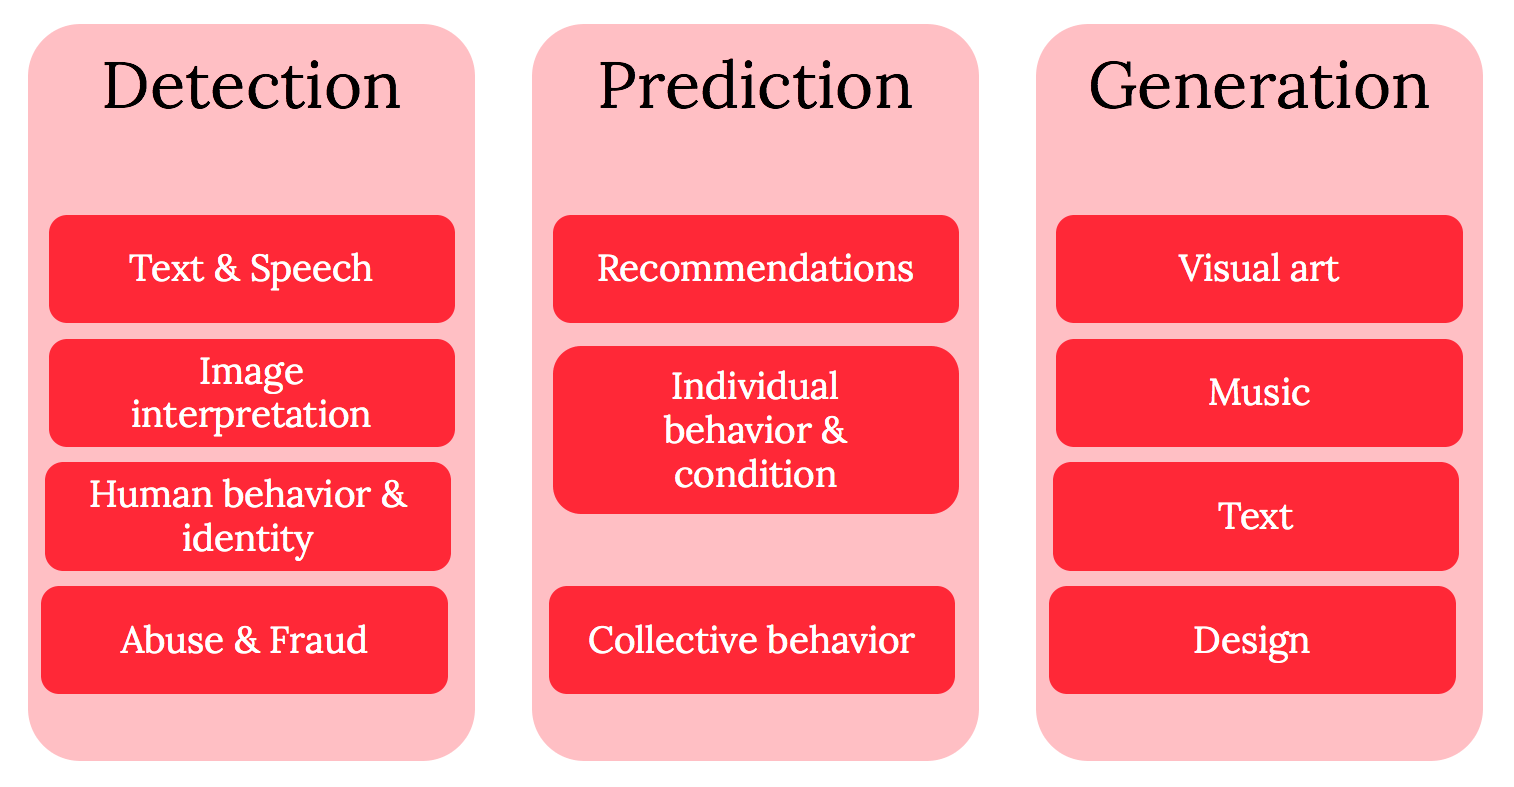 Detection
Text & Speech
Image
interpretation
Human behavior &
identity
Abuse & Fraud
Prediction
Recommendations
Individual
behavior &
condition
Collective behavior
Generation
Visual art
Music
Text
Design